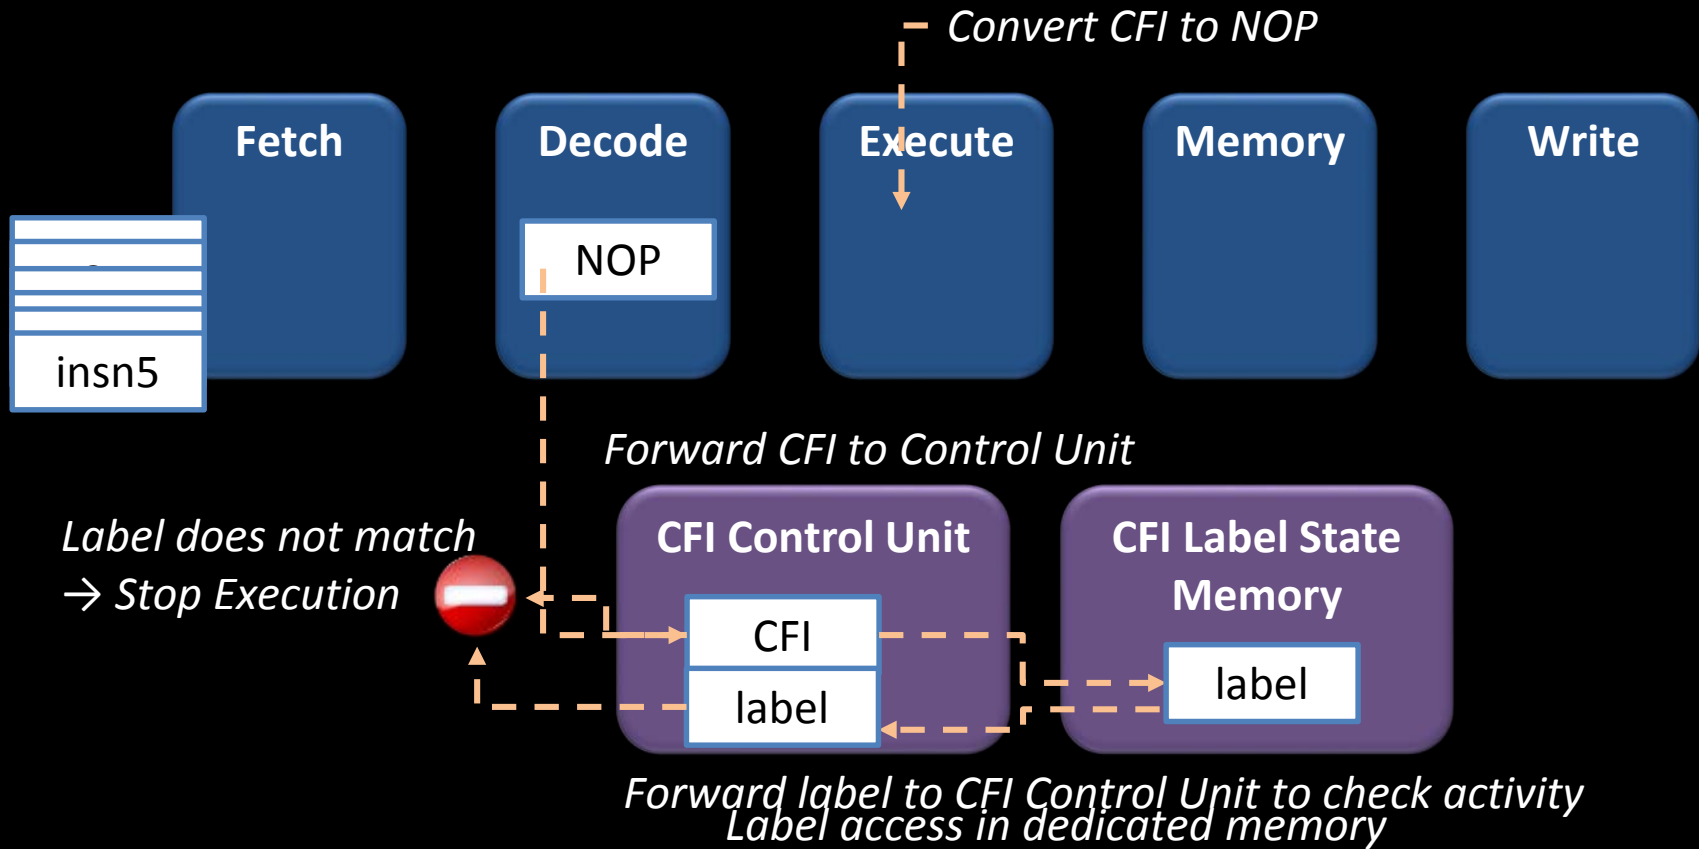 Convert CFI to NOP
Fetch
Decode
Execute
Memory
Write
NOP
insn5
Forward CFI to Control Unit
Label does not match
→ Stop Execution
CFI Control Unit
CFI
label
CFI Label State
Memory
label
Forward label to CFI Control Unit to check activity
Label access in dedicated memory